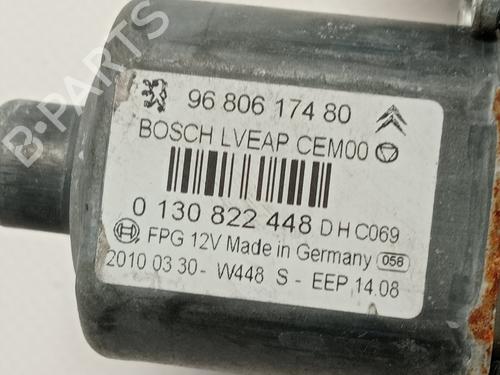 96 806 174 80
BOSCH LVEAP CEM00
0 130 822 448 D H C069
FPG 12V Made in Germany 058
2010 03 30- W448 S - EEP, 14 08
B-PARTS